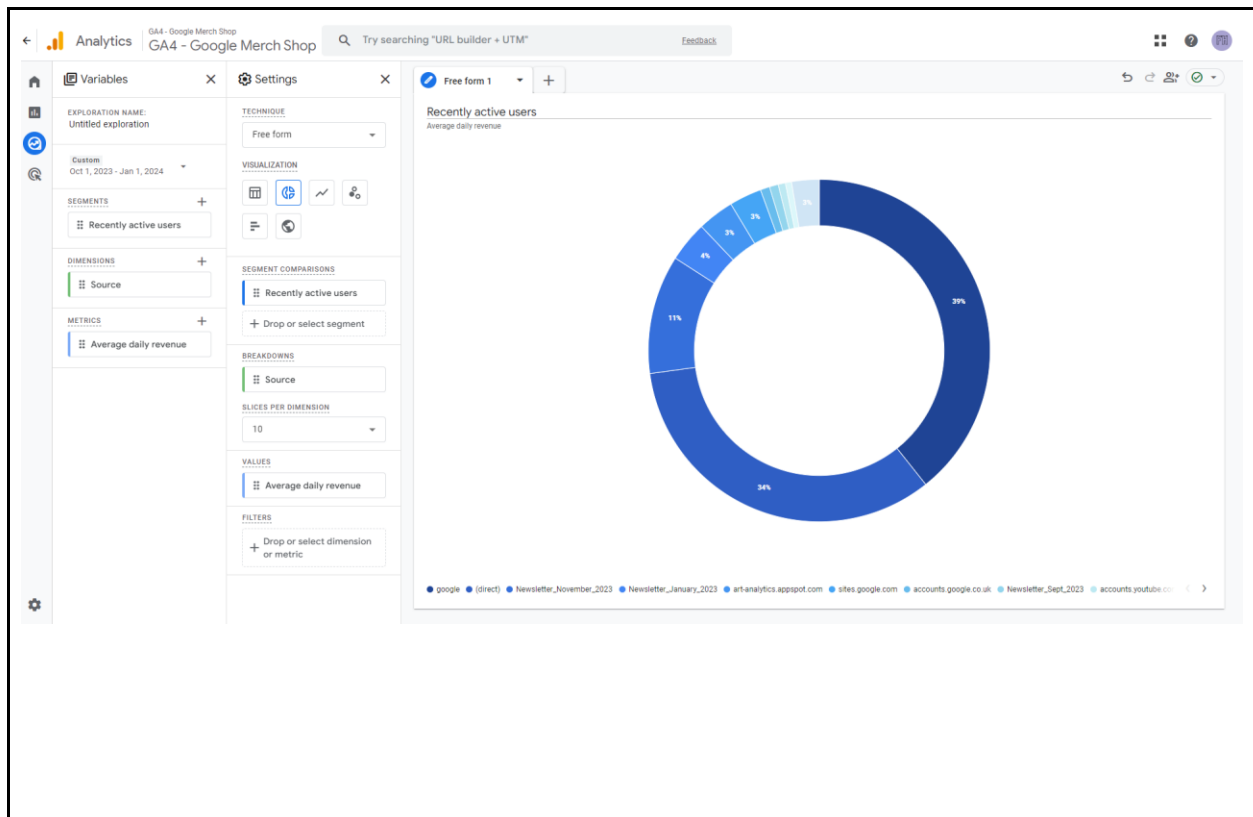 GA4 - Google Merch Shop
Analytics
GA4 - Google Merch Shop
Try searching "URL builder + UTM"
Feedback
Variables
EXPLORATION NAME:
Untitled exploration
Custom
Oct 1, 2023 - Jan 1, 2024
SEGMENTS
Recently active users
DIMENSIONS
Source
METRICS
Average daily revenue
Settings
TECHNIQUE
Free form
VISUALIZATION
SEGMENT COMPARISONS
Recently active users
Drop or select segment
BREAKDOWNS
Source
SLICES PER DIMENSION
10
VALUES
Average daily revenue
FILTERS
Drop or select dimension
or metric
Free form 1
Recently active users
Average daily revenue
39%
34%
11%
4%
3%
3%
3%
google (direct) Newsletter_November_2023 Newsletter_January_2023 art-analytics.appspot.com sites.google.com accounts.google.co.uk Newsletter_Sept_2023 accounts.youtube.co